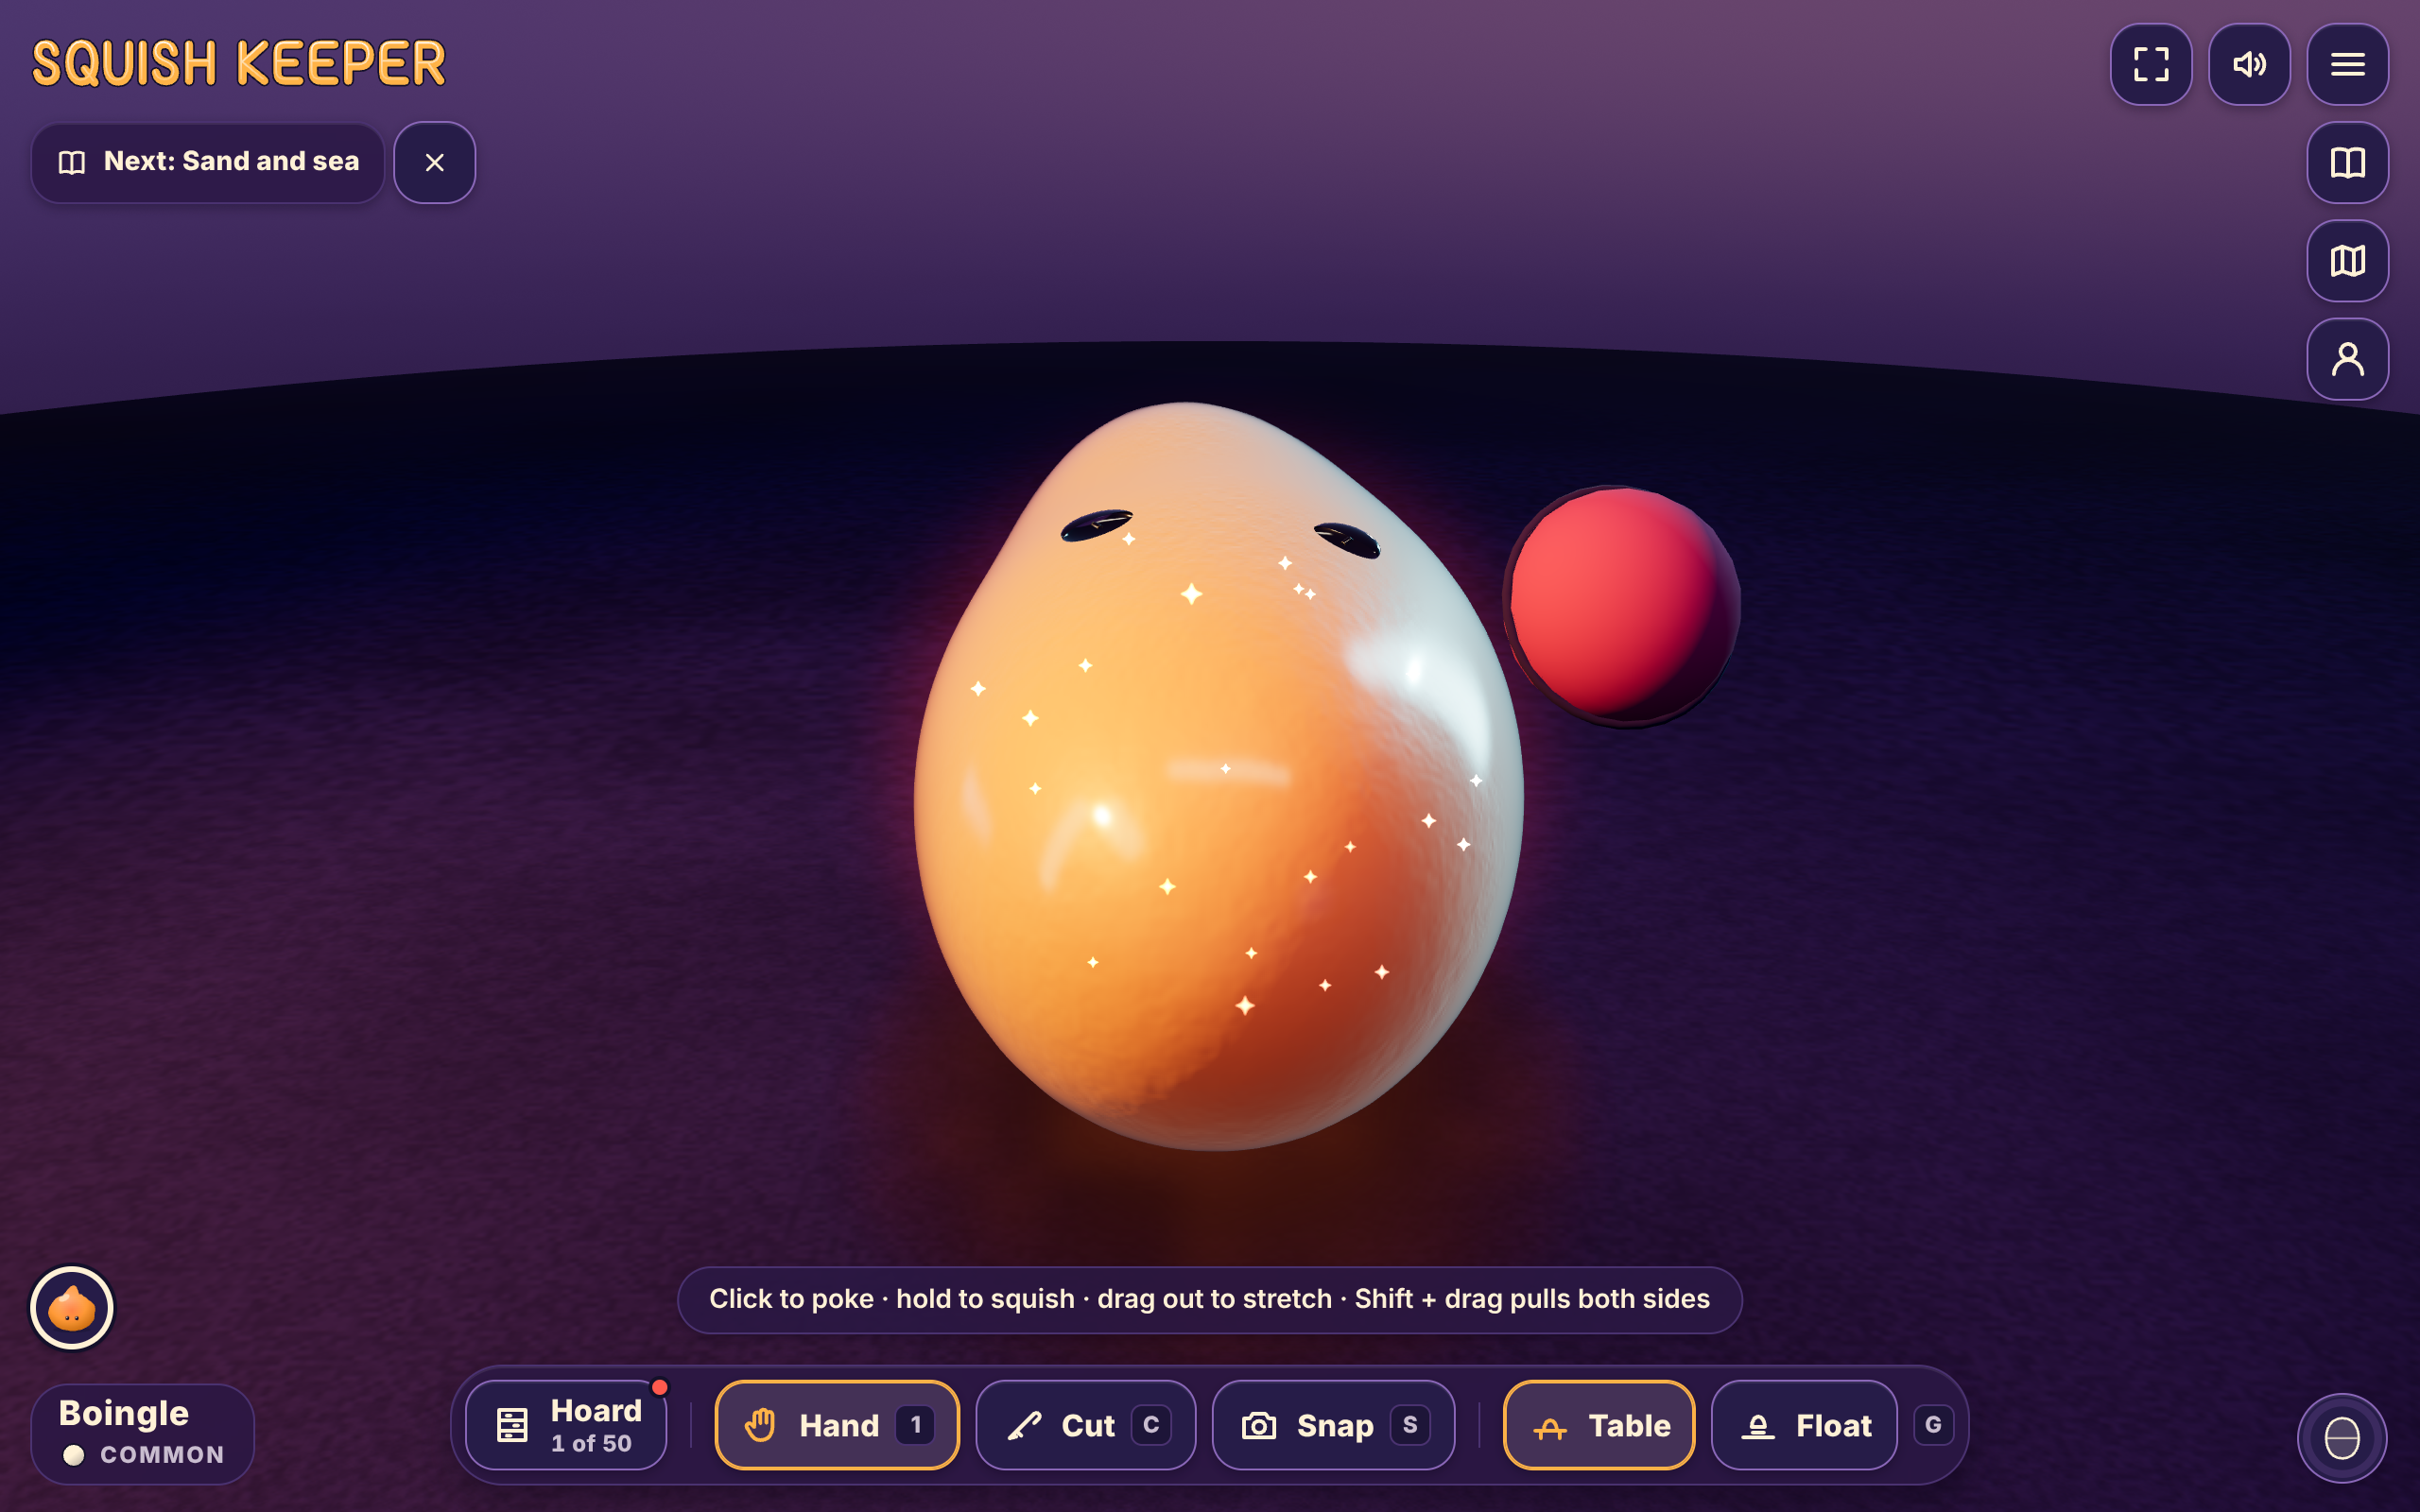 SQUISH KEEPER
Next: Sand and sea
Click to poke · hold to squish · drag out to stretch · Shift + drag pulls both sides
Boingle
COMMON
Hoard
1 of 50
Hand 1
Cut C
Snap S
Table
Float G